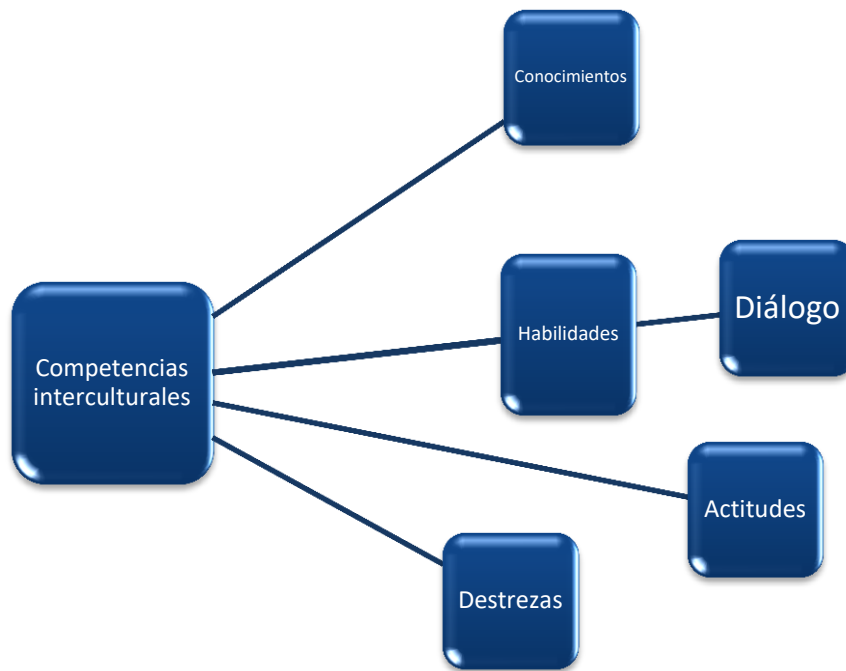 Conocimientos
Competencias
interculturales
Habilidades
Diálogo
Actitudes
Destrezas